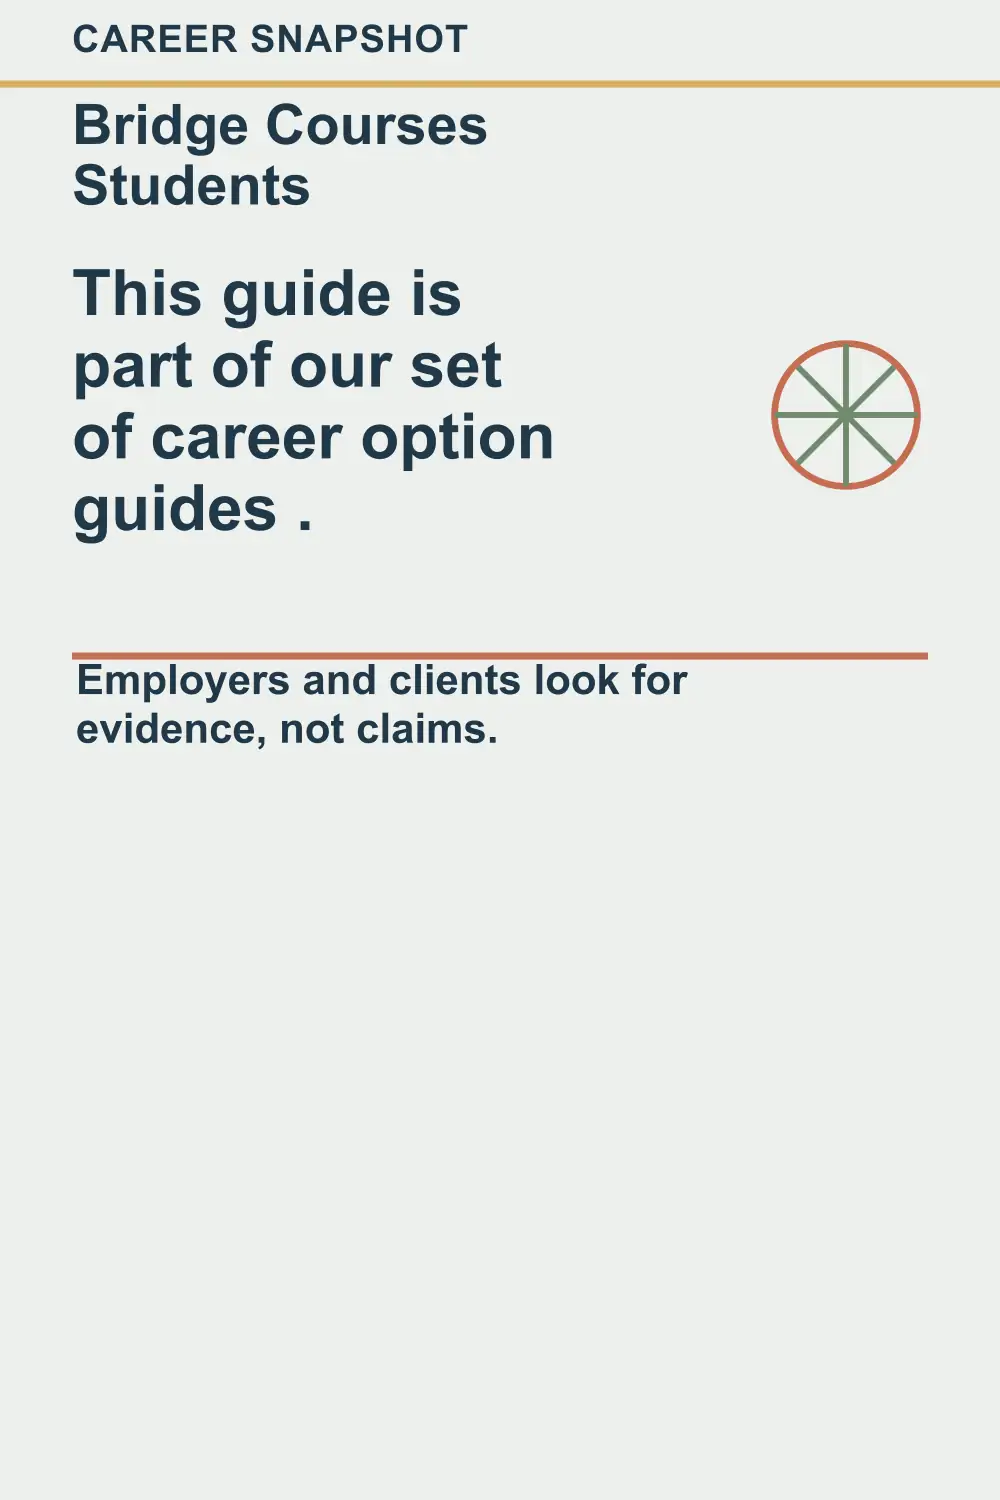 CAREER SNAPSHOT
Bridge Courses
Students
This guide is
part of our set
of career option
guides .
Employers and clients look for
evidence, not claims.